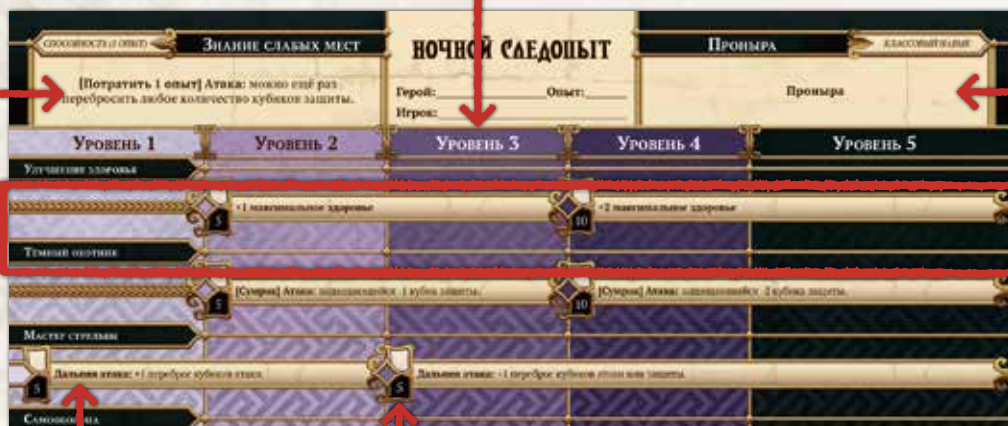 СПОСОБНОСТЬ (1 ОПЫТ)
Знание слабых мест
[Потратить 1 опыт] Атака: можно ещё раз
перебросить любое количество кубиков защиты.
НОЧНОЙ СЛЕДОПЫТ
Герой:
Опыт:
Игрок:
Проныра
КЛАССОВЫЙ НАВЫК
Проныра
Уровень 1
Уровень 2
Уровень 3
Уровень 4
Уровень 5
Улучшение здоровья
5
+1 максимальное здоровье
10
+2 максимальное здоровье
Тёмный охотник
5
[Сумрак] Атака: защищающийся -1 кубик защиты.
10
[Сумрак] Атака: защищающийся -2 кубика защиты.
Мастер стрельбы
5
Дальняя атака: +1 переброс кубиков атаки.
5
Дальняя атака: +1 переброс кубиков атаки или защиты.